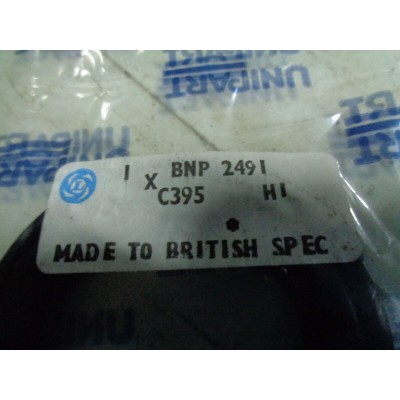 UNIPART
UNIPART
1 X BNP 2491
C395 H1
MADE TO BRITISH SPEC
UNIPART